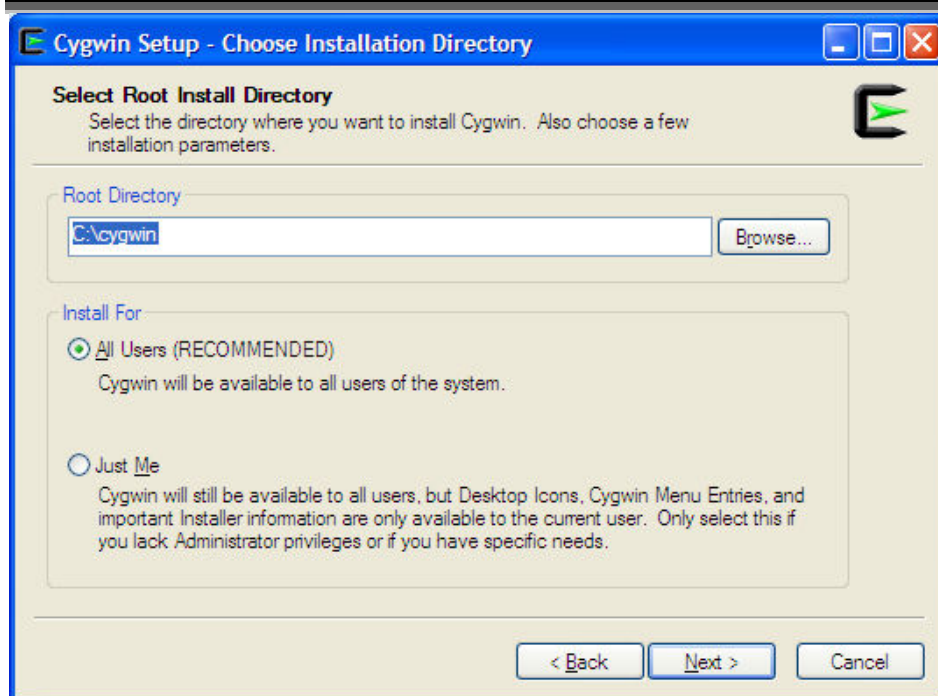 Cygwin Setup - Choose Installation Directory
Select Root Install Directory
Select the directory where you want to install Cygwin. Also choose a few
installation parameters.
Root Directory
C:\cygwin
Browse...
Install For
All Users (RECOMMENDED)
Cygwin will be available to all users of the system.
Just Me
Cygwin will still be available to all users, but Desktop Icons, Cygwin Menu Entries, and
important Installer information are only available to the current user. Only select this if
you lack Administrator privileges or if you have specific needs.
< Back
Next >
Cancel